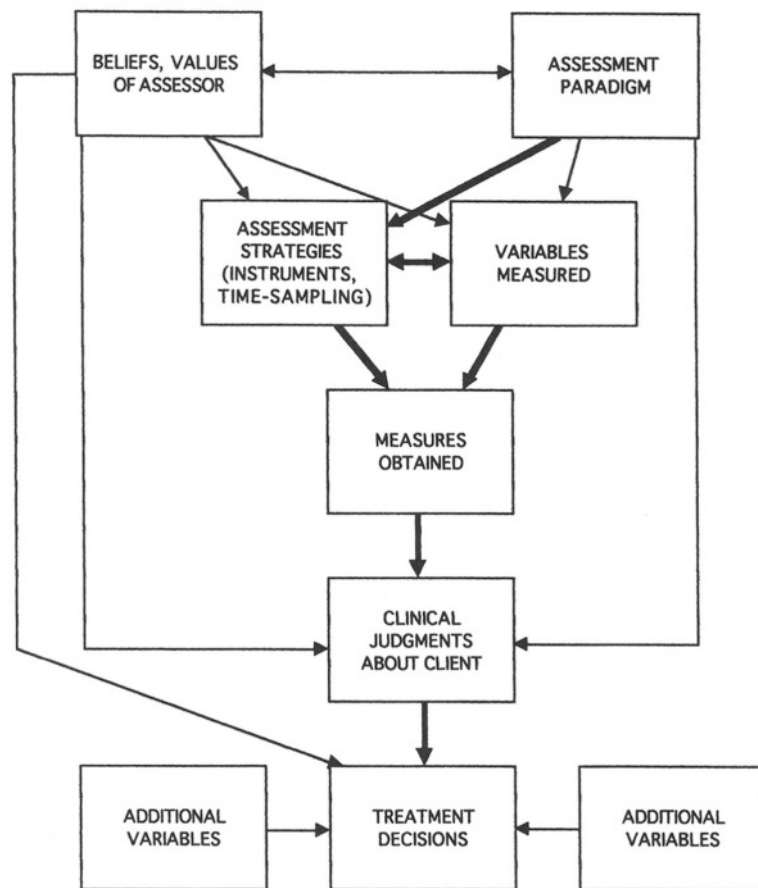 BELIEFS, VALUES
OF ASSESSOR
ASSESSMENT
PARADIGM
ASSESSMENT
STRATEGIES
(INSTRUMENTS,
TIME-SAMPLING)
VARIABLES
MEASURED
MEASURES
OBTAINED
CLINICAL
JUDGMENTS
ABOUT CLIENT
ADDITIONAL
VARIABLES
TREATMENT
DECISIONS
ADDITIONAL
VARIABLES